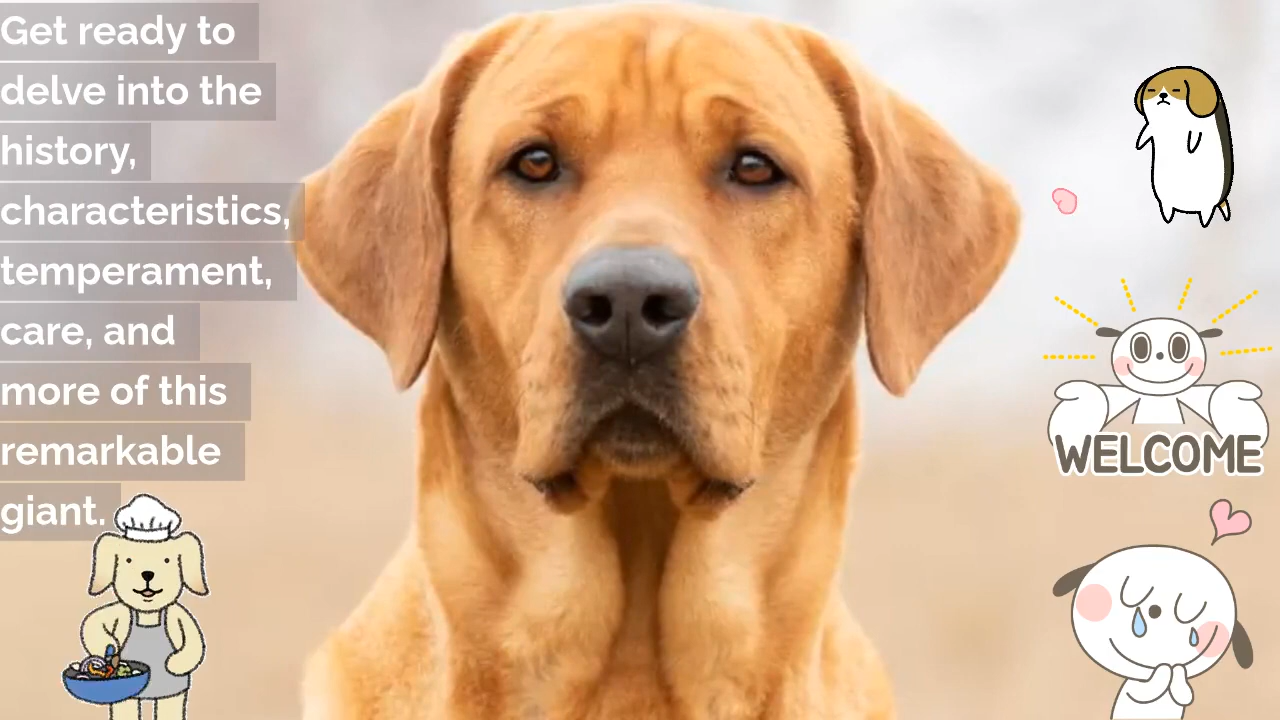 Get ready to
delve into the
history,
characteristics,
temperament,
care, and
more of this
remarkable
giant.
WELCOME